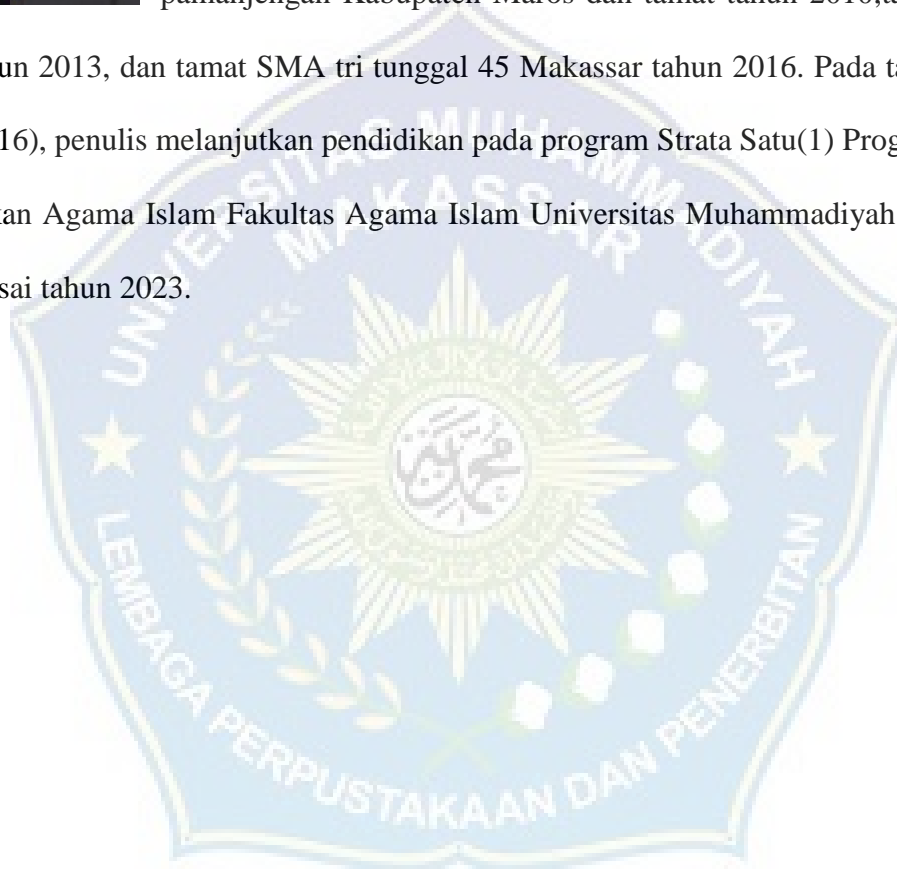 pamanjengan Kabupaten Maros dan tamat tahun 2010,
un 2013, dan tamat SMA tri tunggal 45 Makassar tahun 2016. Pada ta
16), penulis melanjutkan pendidikan pada program Strata Satu(1) Prog
kan Agama Islam Fakultas Agama Islam Universitas Muhammadiyah
sai tahun 2023.
UNIVERSITAS MUHAMMADIYAH
MAKASSAR
LEMBAGA PERPUSTAKAAN DAN PENERBITAN